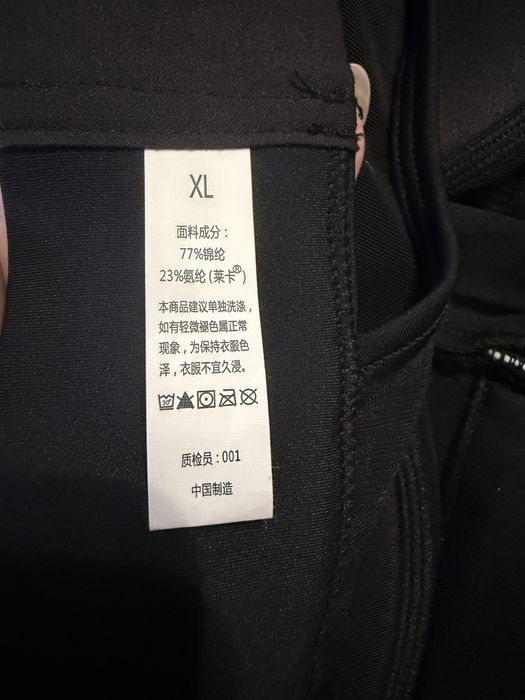 XL
面料成分：
77%锦纶
23%氨纶(莱卡®)
本商品建议单独洗涤，
如有轻微褪色属正常
现象，为保持衣服色
泽，衣服不宜久浸。
30°
质检员：001
中国制造